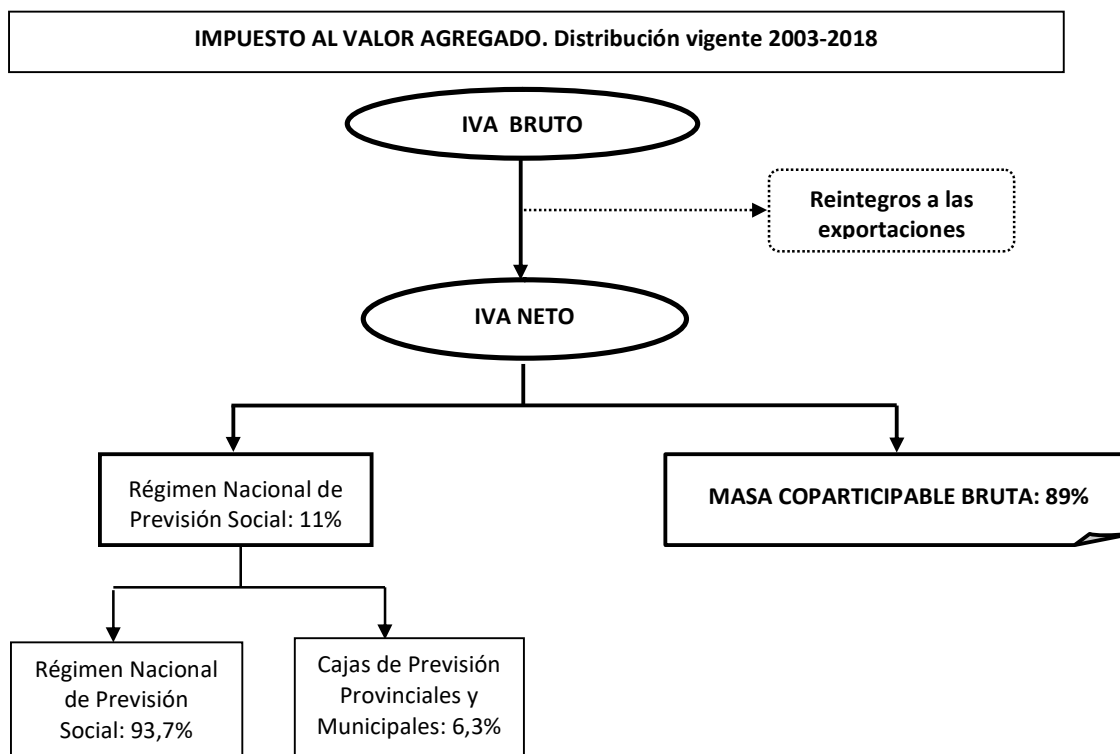 IMPUESTO AL VALOR AGREGADO. Distribución vigente 2003-2018
IVA BRUTO
Reintegros a las
exportaciones
IVA NETO
Régimen Nacional de
Previsión Social: 11%
MASA COPARTICIPABLE BRUTA: 89%
Régimen Nacional
de Previsión
Social: 93,7%
Cajas de Previsión
Provinciales y
Municipales: 6,3%